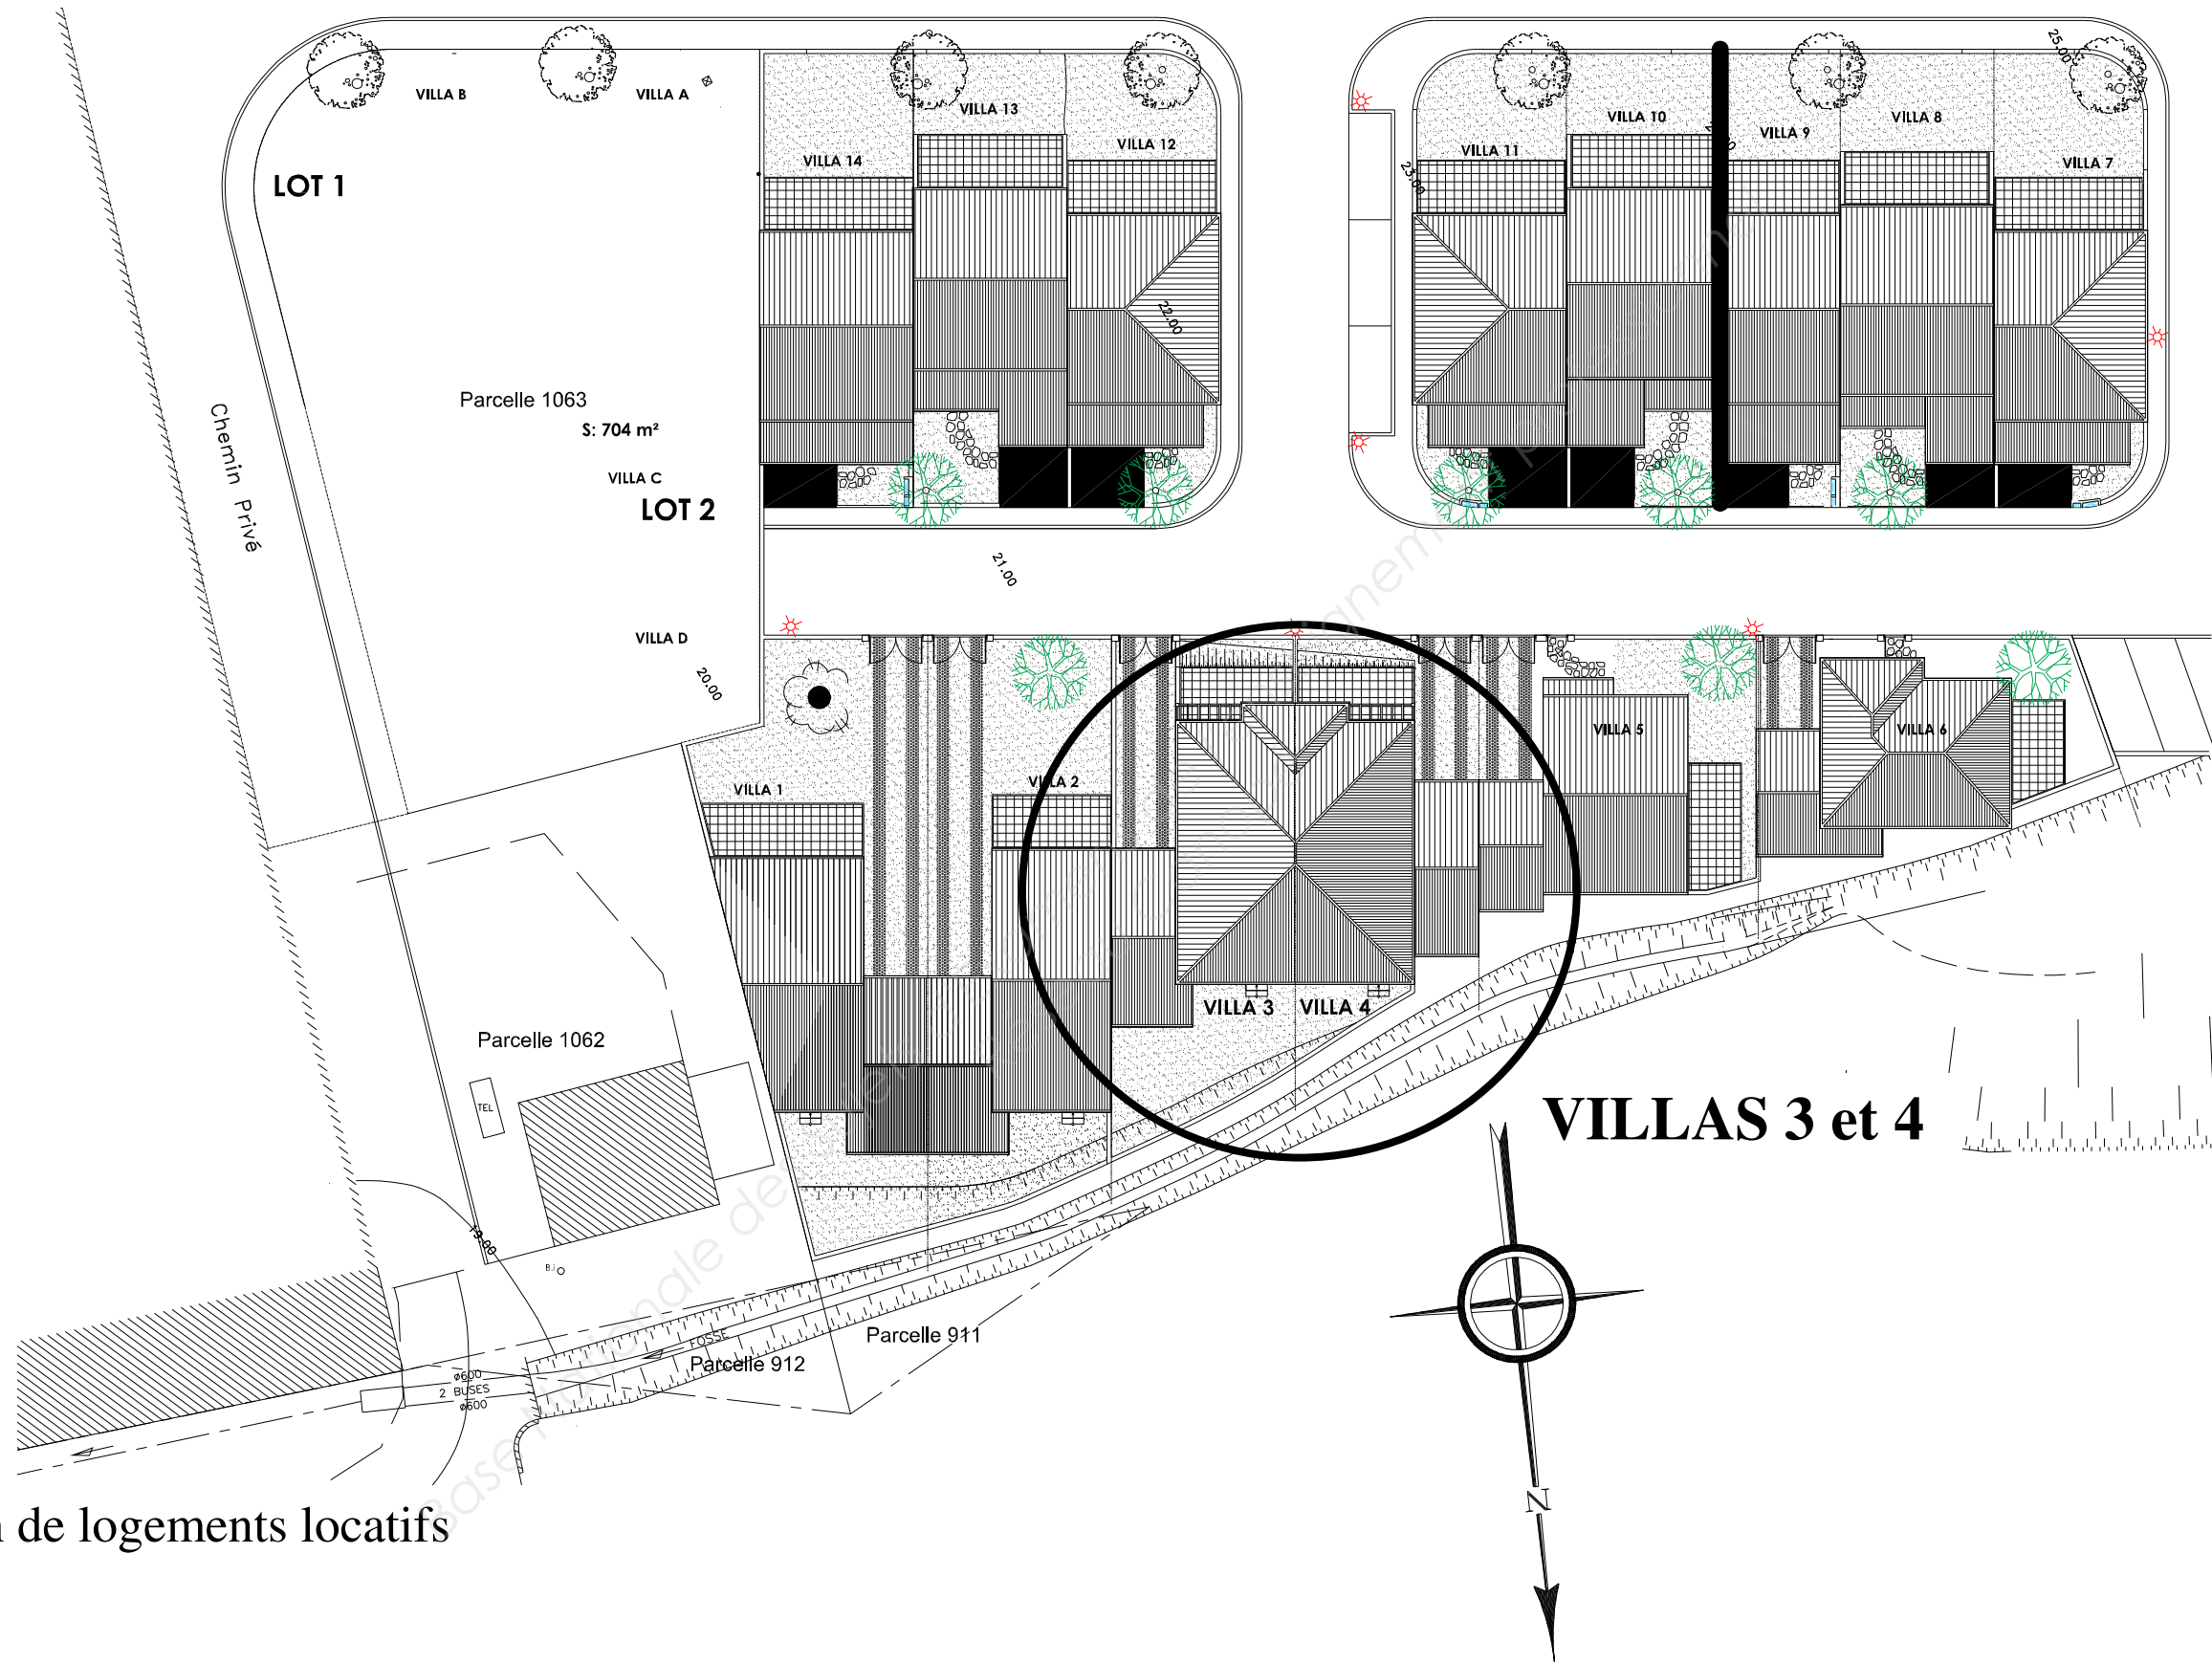 VILLA B
VILLA A
VILLA 13
VILLA 12
VILLA 14
VILLA 10
VILLA 9
VILLA 8
VILLA 11
VILLA 7
25.00
23.00
22.00
LOT 1
Parcelle 1063
S: 704 m²
VILLA C
LOT 2
Chemin Privé
21.00
VILLA D
20.00
VILLA 1
VILLA 2
VILLA 5
VILLA 6
VILLA 3
VILLA 4
Parcelle 1062
TEL
VILLAS 3 et 4
19.00
B.I
FOSSE
Parcelle 911
Parcelle 912
ø600
2 BUSES
ø600
N
de logements locatifs
Base Nationale de